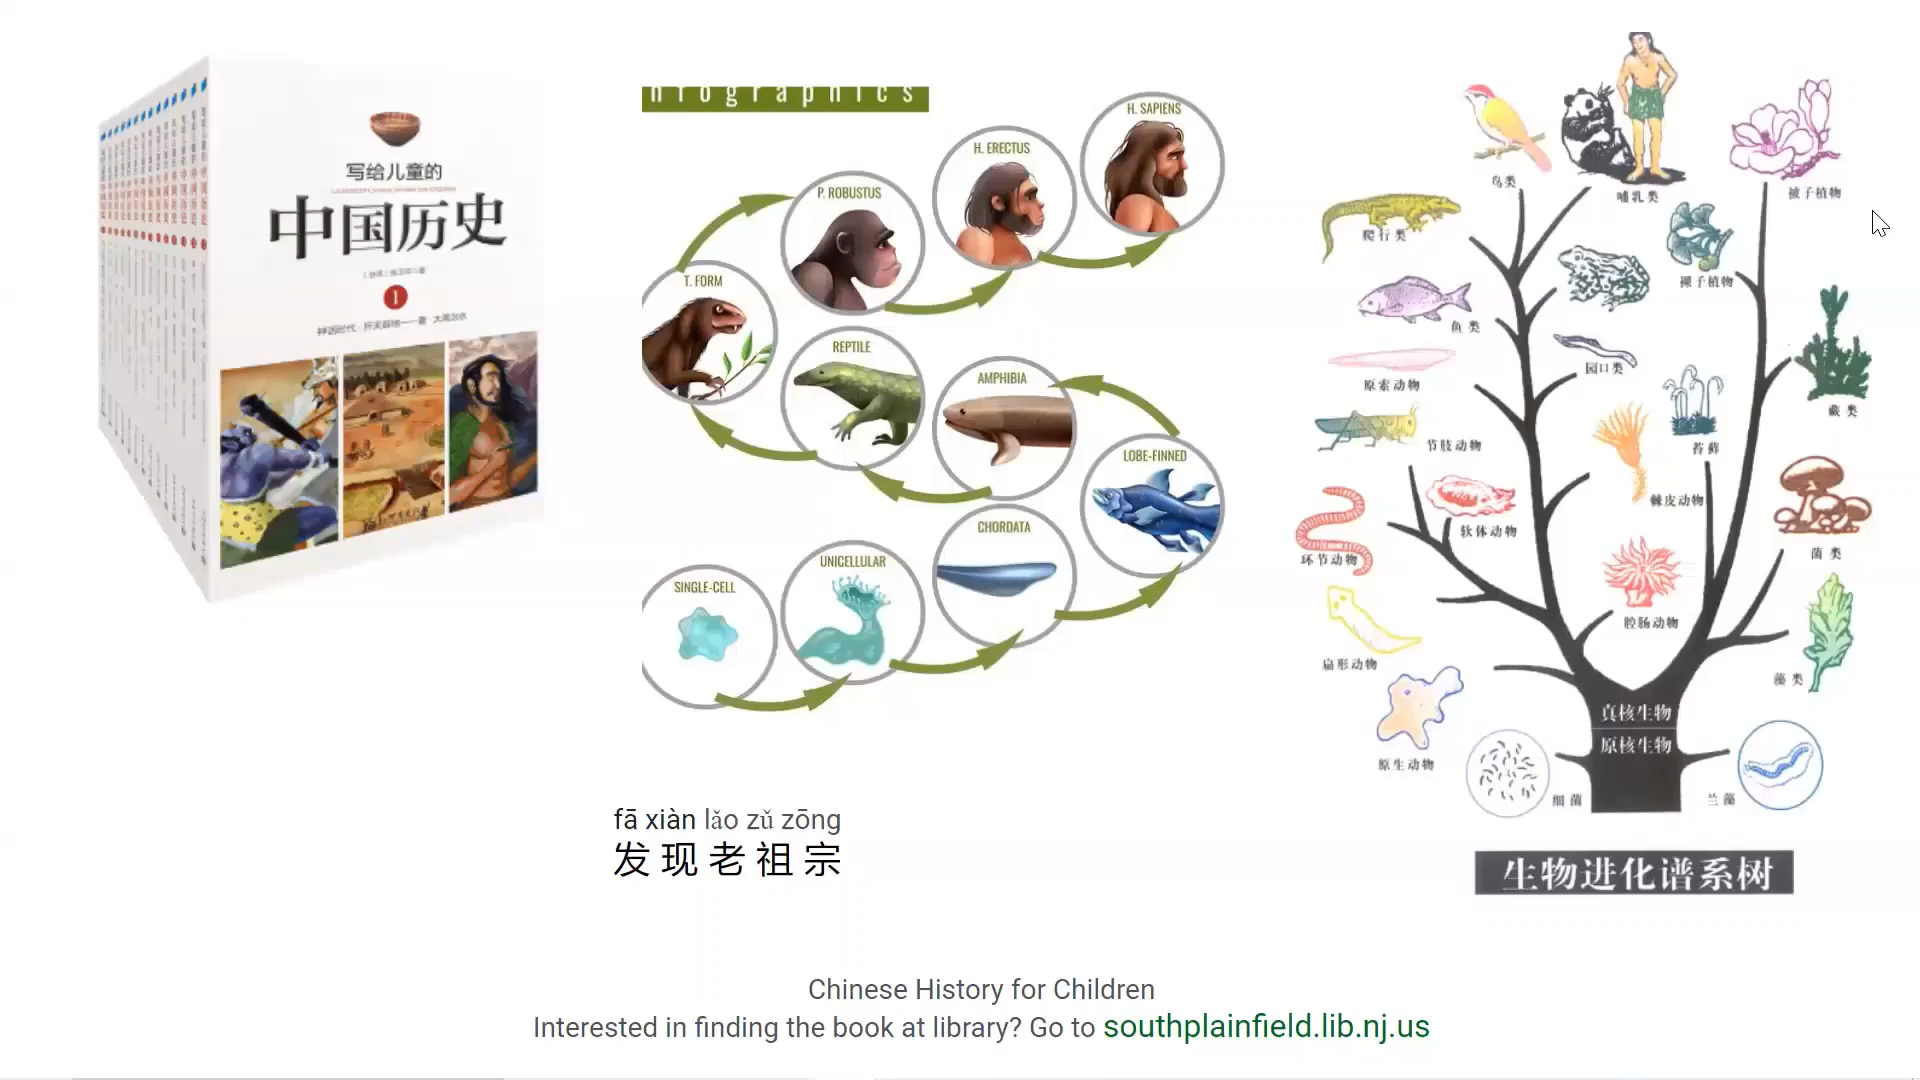 写给儿童的
中国历史
1
nfographics
H. SAPIENS
H. ERECTUS
P. ROBUSTUS
T. FORM
REPTILE
AMPHIBIA
LOBE-FINNED
CHORDATA
UNICELLULAR
SINGLE-CELL
鸟类
哺乳类
被子植物
爬行类
裸子植物
鱼类
园口类
原索动物
蕨类
节肢动物
苔藓
棘皮动物
软体动物
菌类
环节动物
腔肠动物
扁形动物
藻类
真核生物
原核生物
原生动物
细菌
兰藻
生物进化谱系树
fā xiàn lǎo zǔ zōng
发现老祖宗
Chinese History for Children
Interested in finding the book at library? Go to southplainfield.lib.nj.us